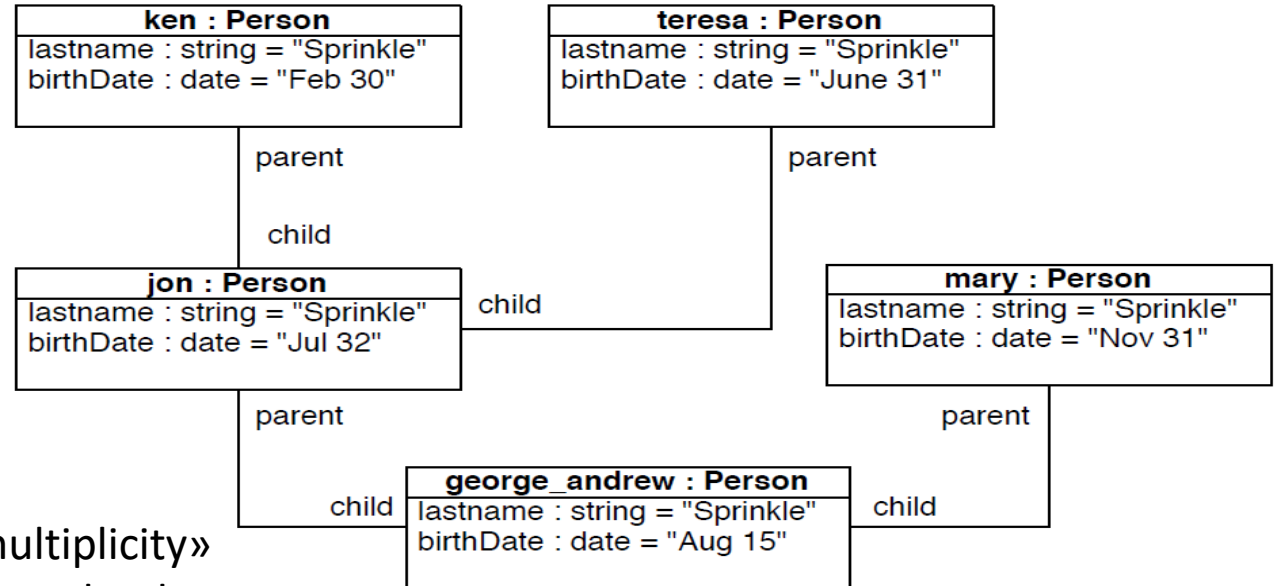 ken : Person
lastname : string = "Sprinkle"
birthDate : date = "Feb 30"
teresa : Person
lastname : string = "Sprinkle"
birthDate : date = "June 31"
parent
parent
child
jon : Person
lastname : string = "Sprinkle"
birthDate : date = "Jul 32"
child
mary : Person
lastname : string = "Sprinkle"
birthDate : date = "Nov 31"
parent
parent
george_andrew : Person
lastname : string = "Sprinkle"
birthDate : date = "Aug 15"
child
child
ultiplicity»